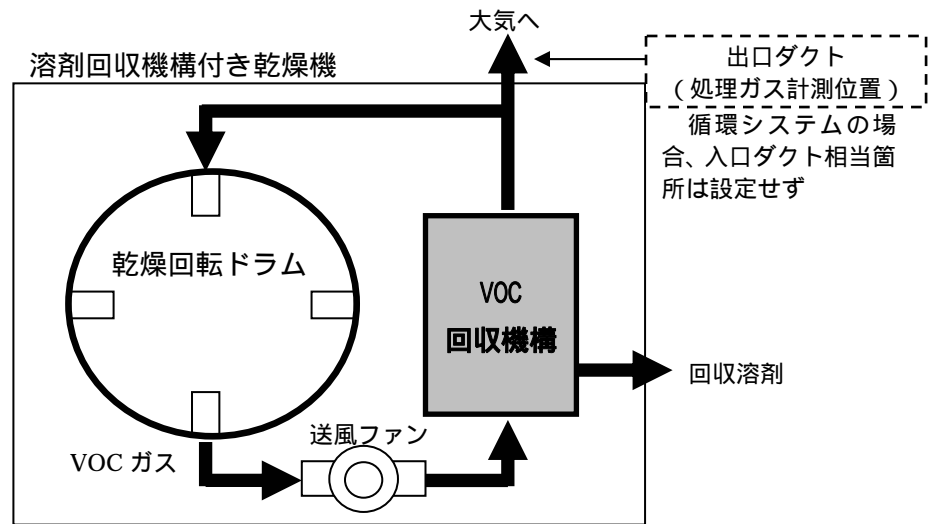 大気へ
溶剤回収機構付き乾燥機
出口ダクト
(処理ガス計測位置)
循環システムの場
合、入口ダクト相当箇
所は設定せず
乾燥回転ドラム
VOC
回収機構
回収溶剤
送風ファン
VOC ガス